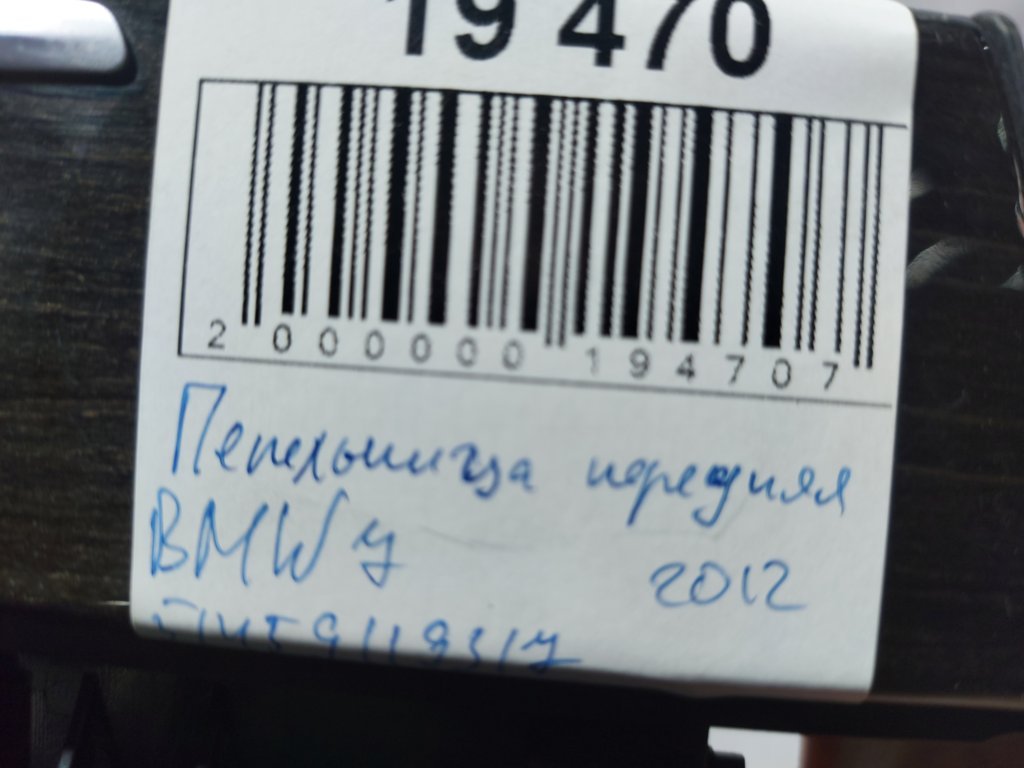 19 470
2 000000 194707
Пепельница передняя
BMW 7 2012